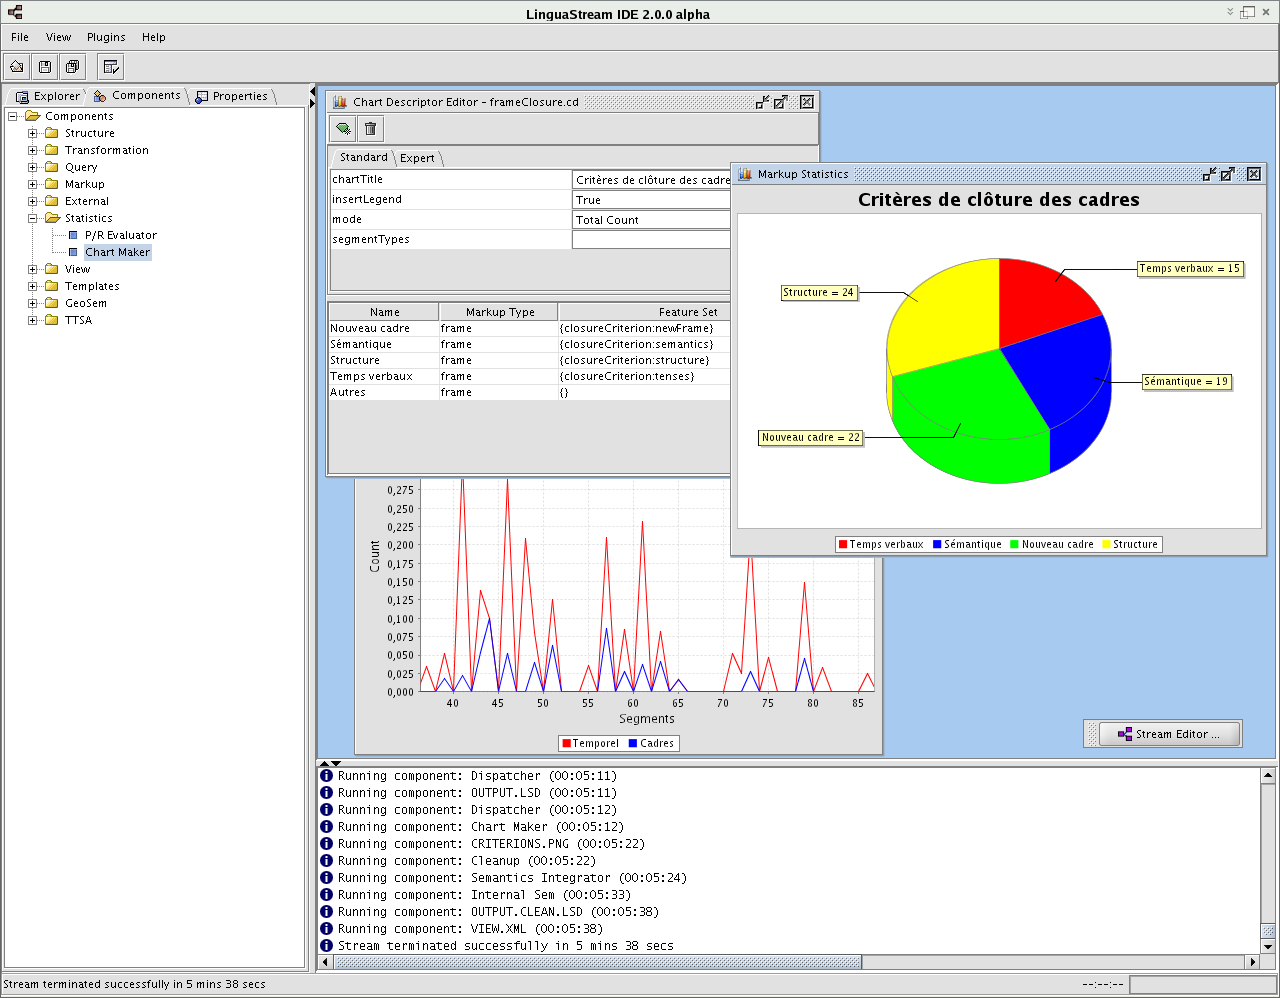 LinguaStream IDE 2.0.0 alpha
File View Plugins Help
Explorer Components Properties
Components
Structure
Transformation
Query
Markup
External
Statistics
P/R Evaluator
Chart Maker
View
Templates
GeoSem
TTSA
Chart Descriptor Editor - frameClosure.cd
Standard Expert
chartTitle Critères de clôture des cadre
insertLegend True
mode Total Count
segmentTypes
Name Markup Type Feature Set
Nouveau cadre frame {closureCriterion:newFrame}
Sémantique frame {closureCriterion:semantics}
Structure frame {closureCriterion:structure}
Temps verbaux frame {closureCriterion:tenses}
Autres frame {}
Markup Statistics
Critères de clôture des cadres
Temps verbaux = 15
Structure = 24
Sémantique = 19
Nouveau cadre = 22
Temps verbaux Sémantique Nouveau cadre Structure
0,275
0,250
0,225
0,200
0,175
0,150
0,125
0,100
0,075
0,050
0,025
0,000
Count
40 45 50 55 60 65 70 75 80 85
Segments
Temporel Cadres
Stream Editor ...
Running component: Dispatcher (00:05:11)
Running component: OUTPUT.LSD (00:05:11)
Running component: Dispatcher (00:05:12)
Running component: Chart Maker (00:05:12)
Running component: CRITERIONS.PNG (00:05:22)
Running component: Cleanup (00:05:22)
Running component: Semantics Integrator (00:05:24)
Running component: Internal Sem (00:05:33)
Running component: OUTPUT.CLEAN.LSD (00:05:38)
Running component: VIEW.XML (00:05:38)
Stream terminated successfully in 5 mins 38 secs
Stream terminated successfully in 5 mins 38 secs
--:--:--